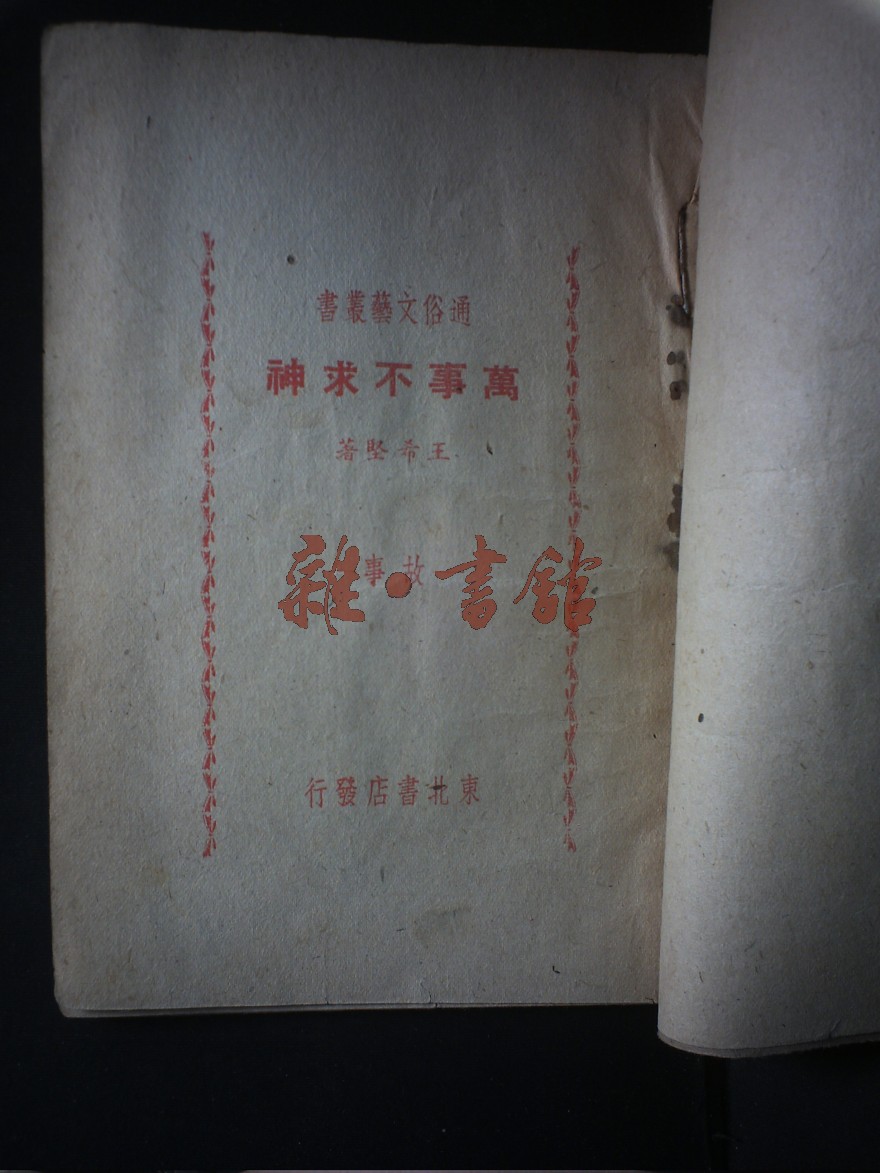 通俗文藝叢書
萬事不求神
王希堅著
故事
雜·書館
東北書店發行